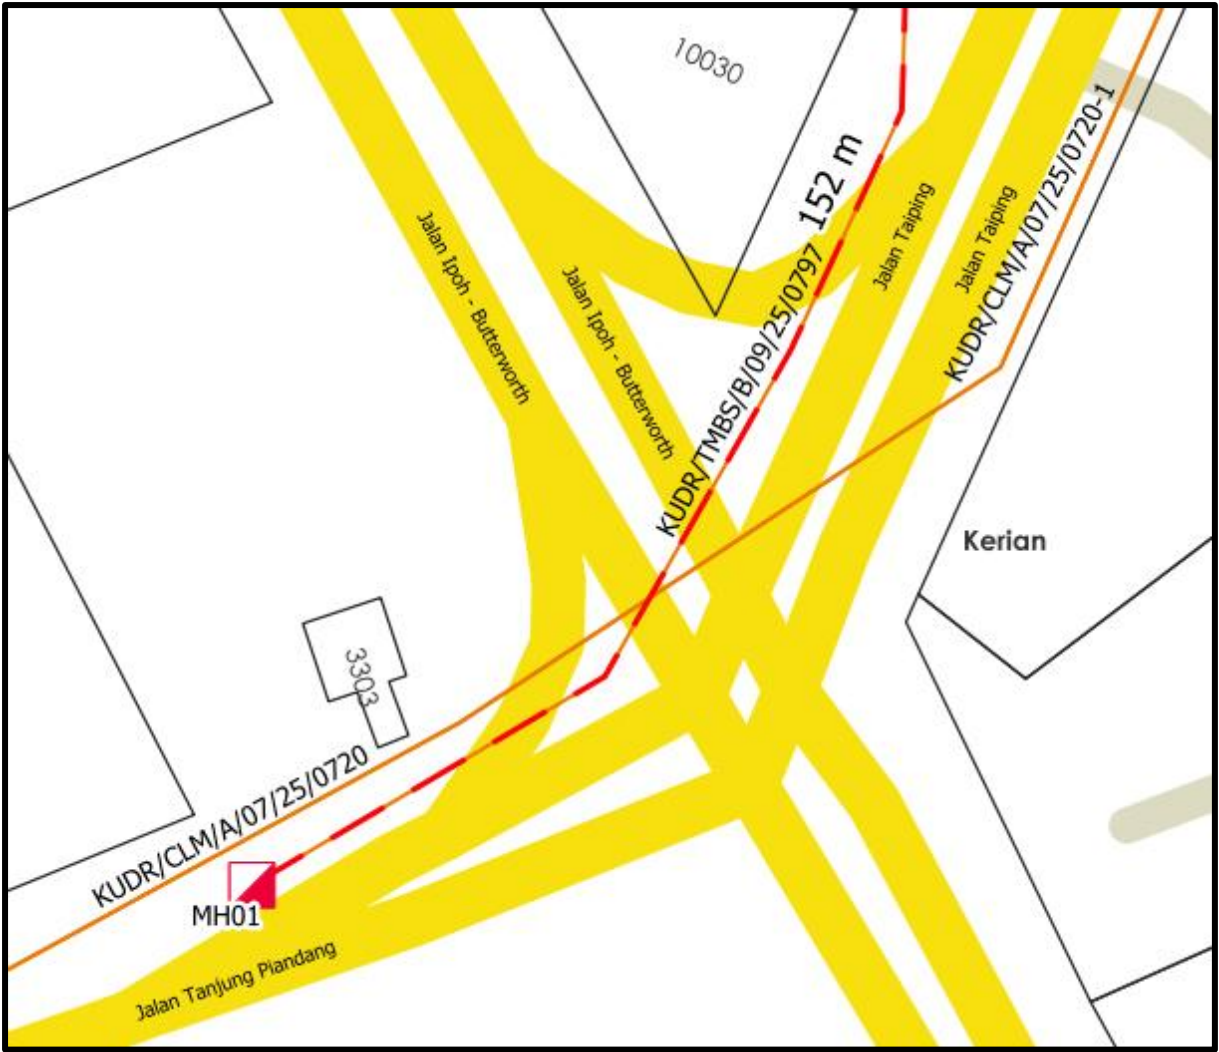 10030
152 m
KUDR/CLM/A/07/25/0720-1
Jalan Taiping
Jalan Taiping
Jalan Ipoh - Butterworth
Jalan Ipoh - Butterworth
KUDR/TMBS/B/09/25/0797
Kerian
3303
KUDR/CLM/A/07/25/0720
MH01
Jalan Tanjung Piandang